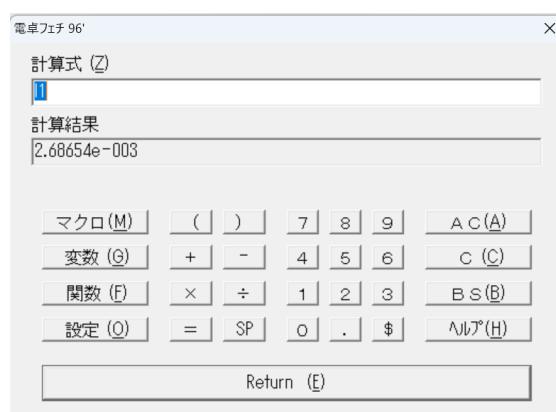 電卓フェチ 96'
計算式 (Z)
1
計算結果
2.68654e-003
マクロ(M) ( ) 7 8 9 AC(A)
変数 (G) + - 4 5 6 C (C)
関数 (F) × ÷ 1 2 3 BS(B)
設定 (O) = SP 0 . $ ヘルプ(H)
Return (E)